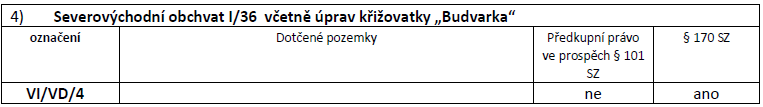 4) Severovýchodní obchvat I/36 včetně úprav křižovatky „Budvarka“
označení Dotčené pozemky Předkupní právo ve prospěch § 101 SZ § 170 SZ
VI/VD/4 ne ano